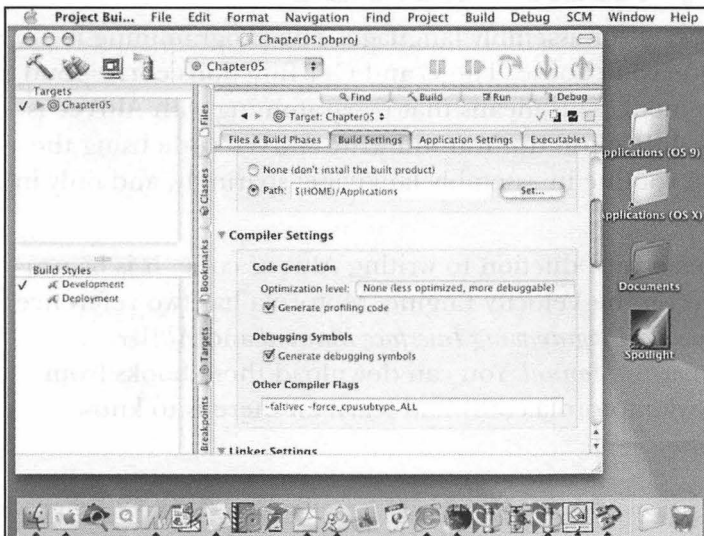 Project Bui... File Edit Format Navigation Find Project Build Debug SCM Window Help
Chapter05.pbproj
Chapter05
Targets
Chapter05
Find Build Run Debug
Target: Chapter05
Files & Build Phases Build Settings Application Settings Executables
None (don't install the built product)
Path: $(HOME)/Applications Set...
Compiler Settings
Code Generation
Optimization level: None (less optimized, more debuggable)
Generate profiling code
Debugging Symbols
Generate debugging symbols
Other Compiler Flags
-faltivec -force_cpusubtype_ALL
Linker Settings
Build Styles
Development
Deployment
Files
Classes
Bookmarks
Targets
Breakpoints
pplications (OS 9)
pplications (OS X)
Documents
Spotlight